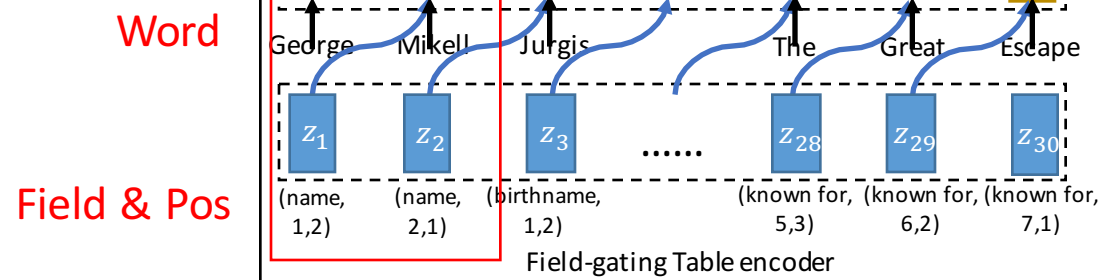 Word
George Mikell Jurgis The Great Escape
z1 z2 z3 ...... z28 z29 z30
Field & Pos
(name, 1,2) (name, 2,1) (birthname, 1,2) (known for, 5,3) (known for, 6,2) (known for, 7,1)
Field-gating Table encoder